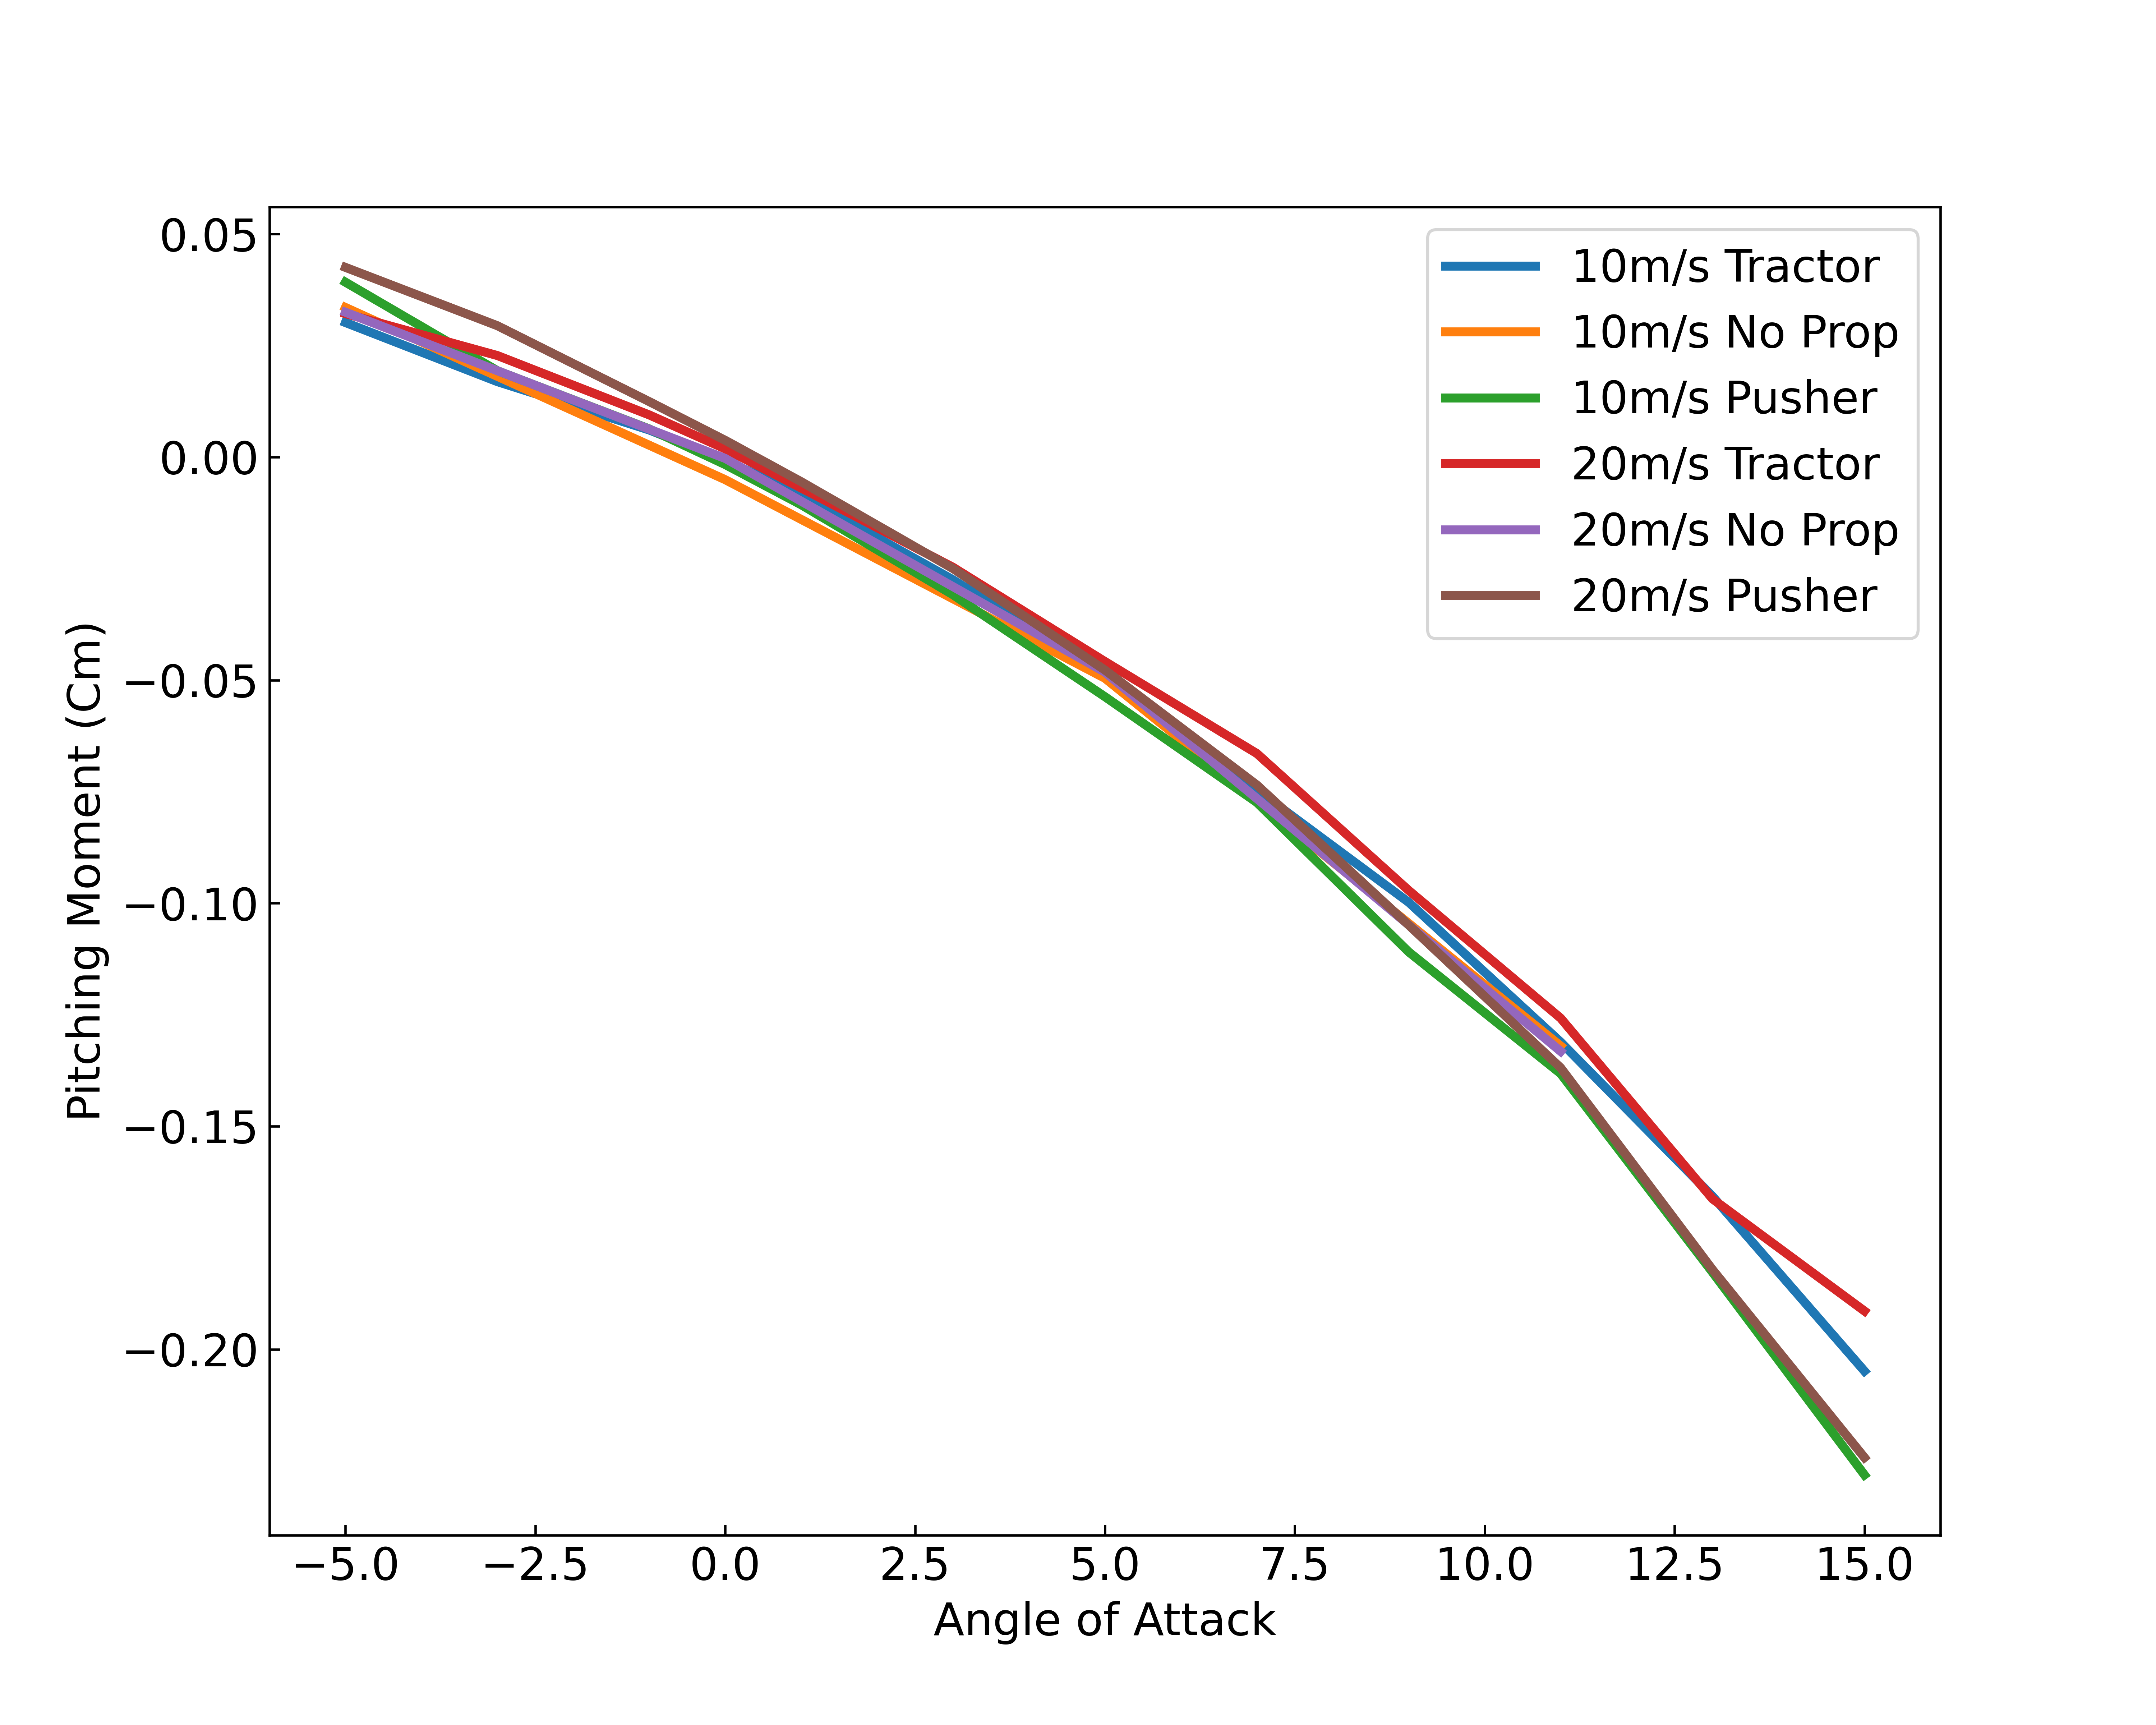 0.05
0.00
−0.05
−0.10
−0.15
−0.20
Pitching Moment (Cm)
10m/s Tractor
10m/s No Prop
10m/s Pusher
20m/s Tractor
20m/s No Prop
20m/s Pusher
−5.0 −2.5 0.0 2.5 5.0 7.5 10.0 12.5 15.0
Angle of Attack